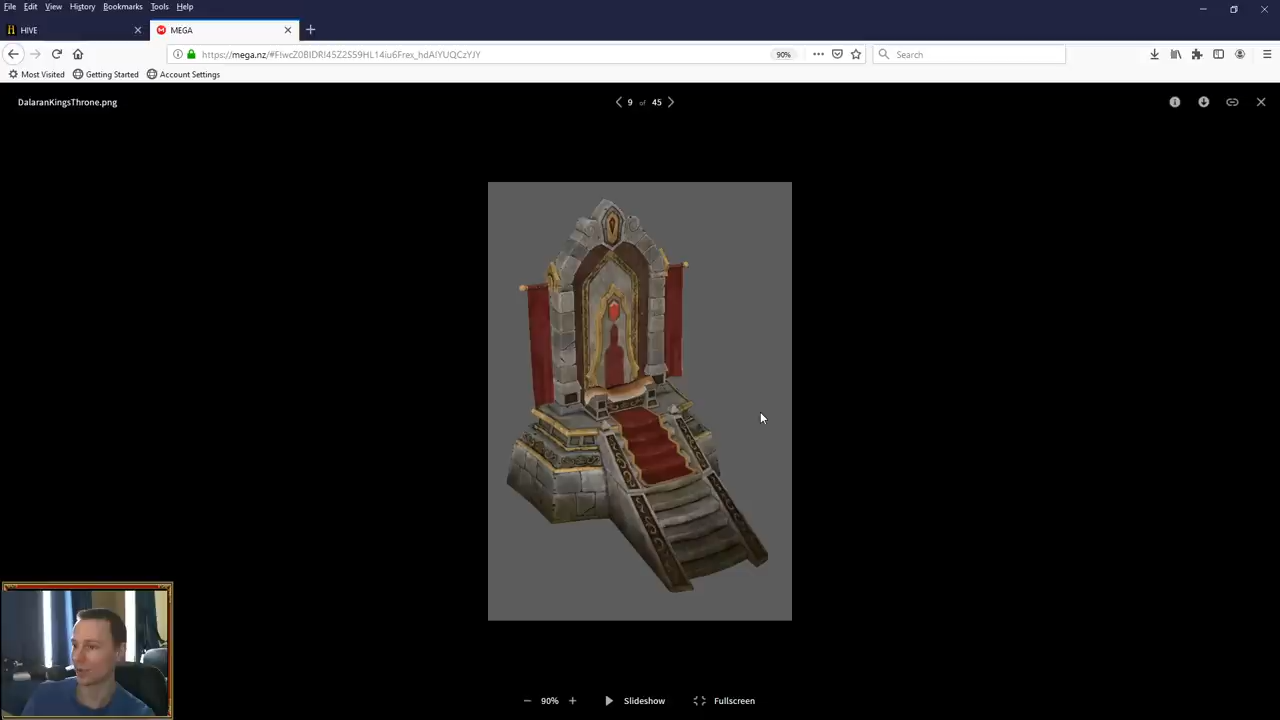 File Edit View History Bookmarks Tools Help
HIVE
MEGA
90%
Search
Most Visited Getting Started Account Settings
DalaranKingsThrone.png
9 of 45
90% Slideshow Fullscreen